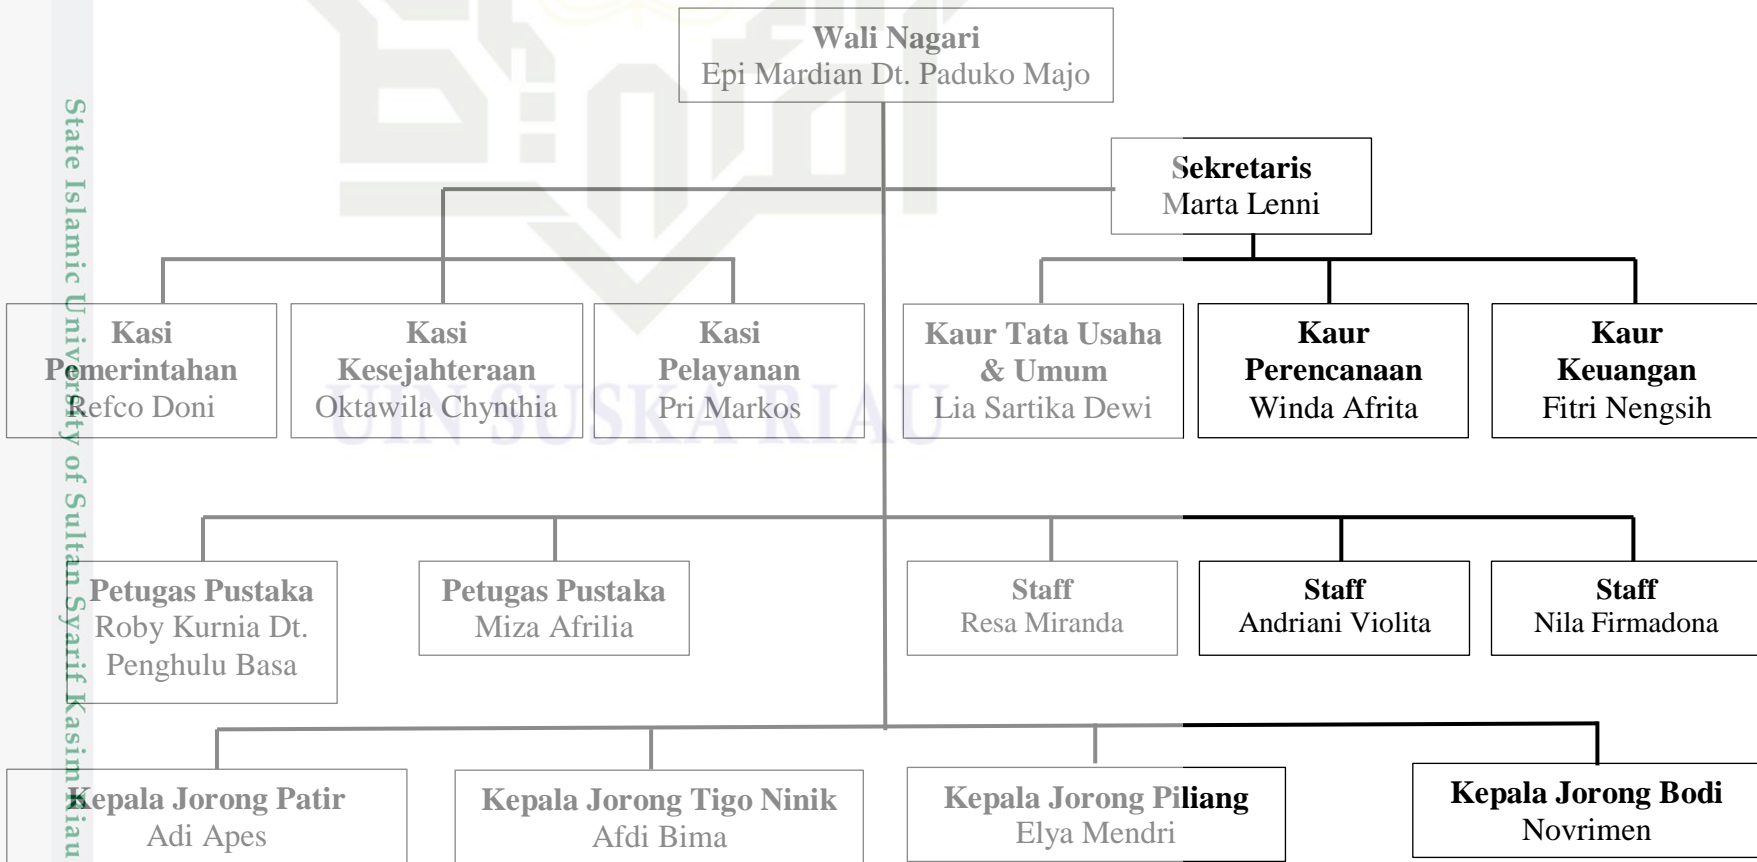 Wali Nagari
Epi Mardian Dt. Paduko Majo
Sekretaris
Marta Lenni
Kasi
Pemerintahan
Refco Doni
Kasi
Kesejahteraan
Oktawila Chynthia
Kasi
Pelayanan
Pri Markos
Kaur Tata Usaha
& Umum
Lia Sartika Dewi
Kaur
Perencanaan
Winda Afrita
Kaur
Keuangan
Fitri Nengsih
Petugas Pustaka
Roby Kurnia Dt.
Penghulu Basa
Petugas Pustaka
Miza Afrilia
Staff
Resa Miranda
Staff
Andriani Violita
Staff
Nila Firmadona
Kepala Jorong Patir
Adi Apes
Kepala Jorong Tigo Ninik
Afdi Bima
Kepala Jorong Piliang
Elya Mendri
Kepala Jorong Bodi
Novrimen
State Islamic University of Sultan Syarif Kasim Riau
UIN SUSKA RIAU